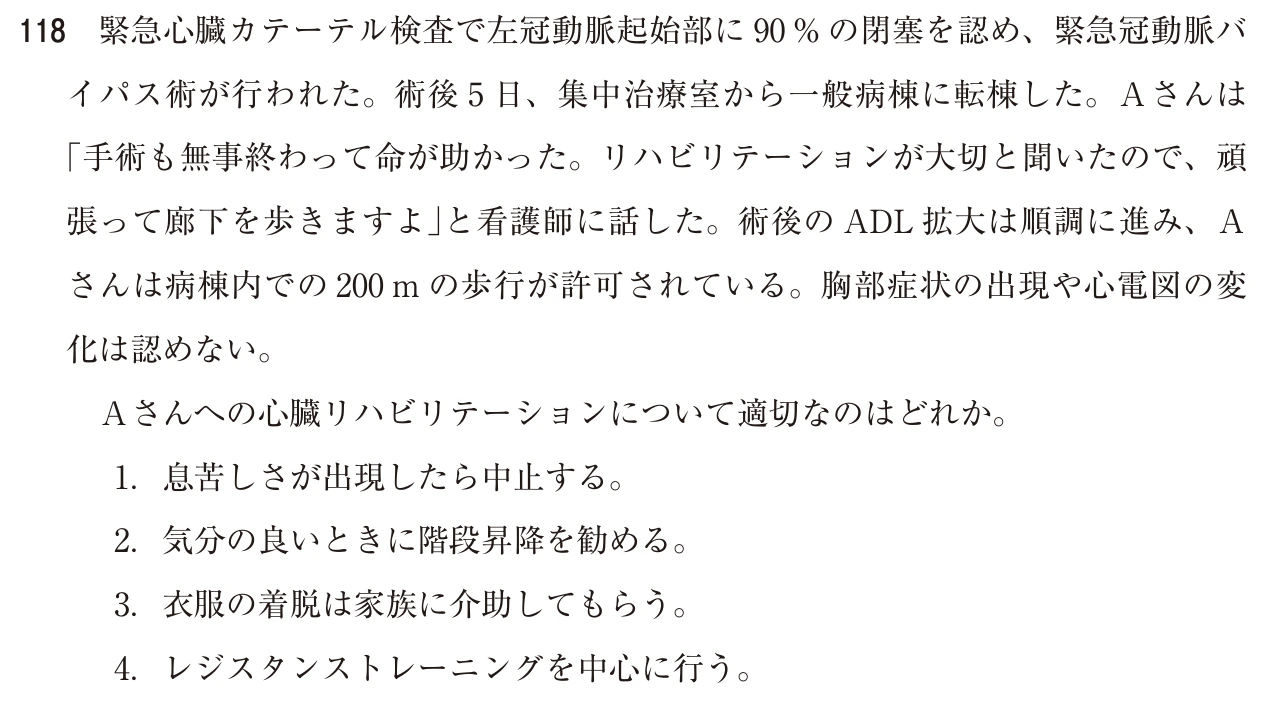 118　緊急心臓カテーテル検査で左冠動脈起始部に 90 % の閉塞を認め、緊急冠動脈バ
イパス術が行われた。術後 5 日、集中治療室から一般病棟に転棟した。A さんは
「手術も無事終わって命が助かった。リハビリテーションが大切と聞いたので、頑
張って廊下を歩きますよ」と看護師に話した。術後の ADL 拡大は順調に進み、A
さんは病棟内での 200 m の歩行が許可されている。胸部症状の出現や心電図の変
化は認めない。
A さんへの心臓リハビリテーションについて適切なのはどれか。
1. 息苦しさが出現したら中止する。
2. 気分の良いときに階段昇降を勧める。
3. 衣服の着脱は家族に介助してもらう。
4. レジスタンストレーニングを中心に行う。